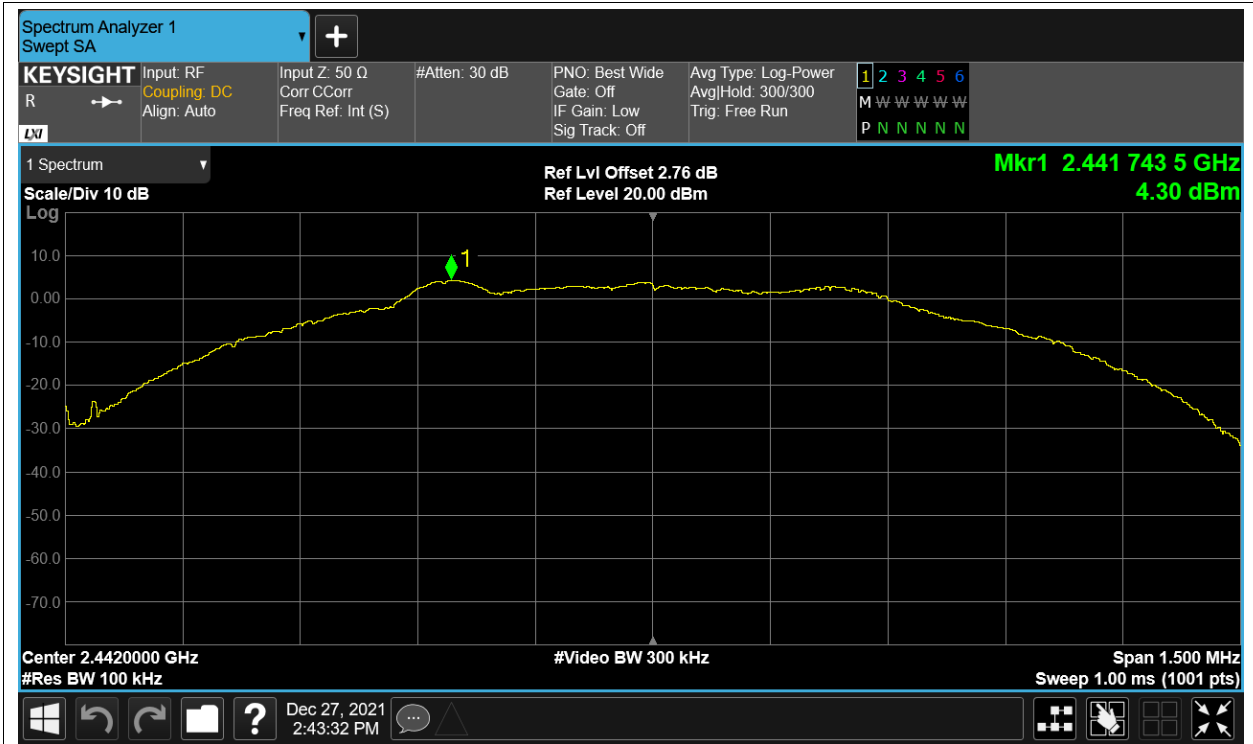 Spectrum Analyzer 1
Swept SA
KEYSIGHT
R
LXI
Input: RF
Coupling: DC
Align: Auto
Input Z: 50 Ω
Corr CCorr
Freq Ref: Int (S)
#Atten: 30 dB
PNO: Best Wide
Gate: Off
IF Gain: Low
Sig Track: Off
Avg Type: Log-Power
Avg|Hold: 300/300
Trig: Free Run
1 2 3 4 5 6
M W W W W W W
P N N N N N
1 Spectrum
Scale/Div 10 dB
Log
Ref Lvl Offset 2.76 dB
Ref Level 20.00 dBm
Mkr1 2.441 743 5 GHz
4.30 dBm
1
10.0
0.00
-10.0
-20.0
-30.0
-40.0
-50.0
-60.0
-70.0
Center 2.4420000 GHz
#Video BW 300 kHz
Span 1.500 MHz
#Res BW 100 kHz
Sweep 1.00 ms (1001 pts)
?
Dec 27, 2021
2:43:32 PM